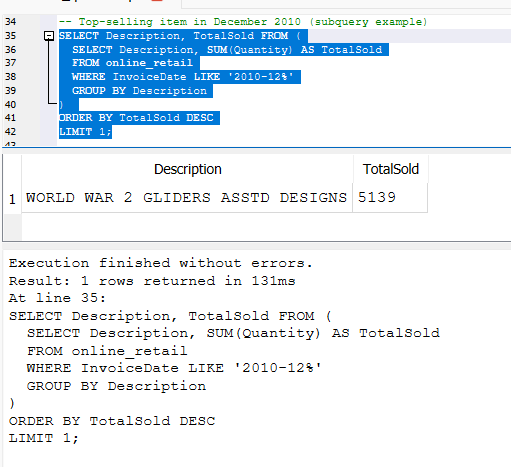 34 -- Top-selling item in December 2010 (subquery example)
35 SELECT Description, TotalSold FROM (
36 SELECT Description, SUM(Quantity) AS TotalSold
37 FROM online_retail
38 WHERE InvoiceDate LIKE '2010-12%'
39 GROUP BY Description
40 )
41 ORDER BY TotalSold DESC
42 LIMIT 1;
Description TotalSold
1 WORLD WAR 2 GLIDERS ASSTD DESIGNS 5139
Execution finished without errors.
Result: 1 rows returned in 131ms
At line 35:
SELECT Description, TotalSold FROM (
SELECT Description, SUM(Quantity) AS TotalSold
FROM online_retail
WHERE InvoiceDate LIKE '2010-12%'
GROUP BY Description
)
ORDER BY TotalSold DESC
LIMIT 1;